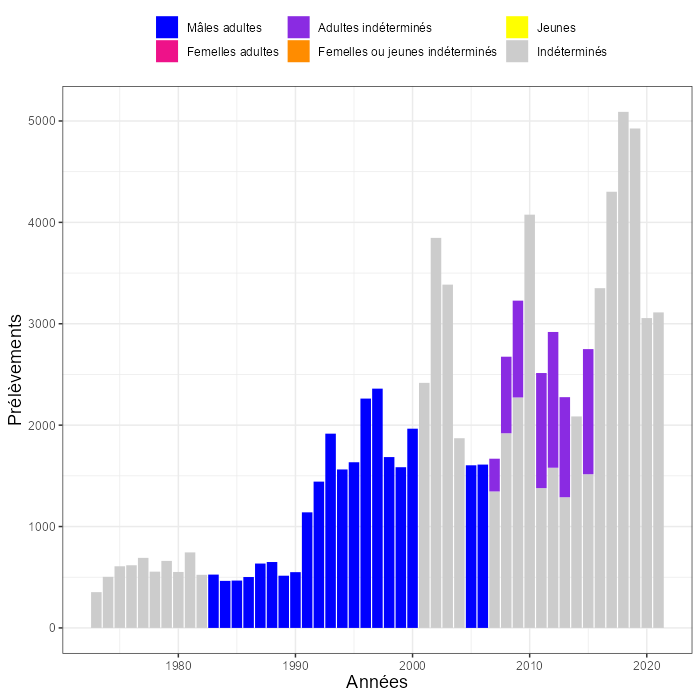 Mâles adultes
Adultes indéterminés
Jeunes
Femelles adultes
Femelles ou jeunes indéterminés
Indéterminés
Prélèvements
5000
4000
3000
2000
1000
0
1980
1990
2000
2010
2020
Années